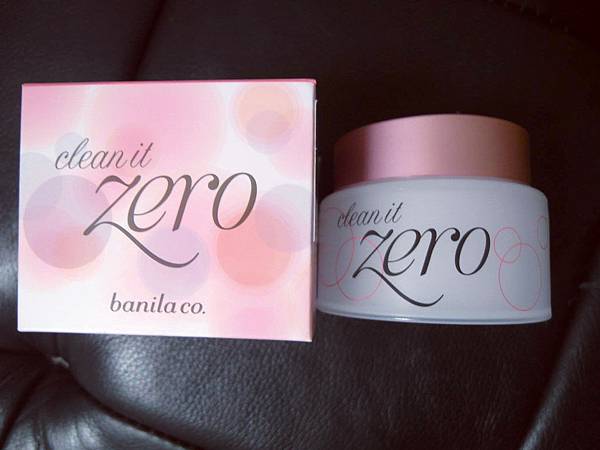 clean it
zero
banila co.
clean it
zero